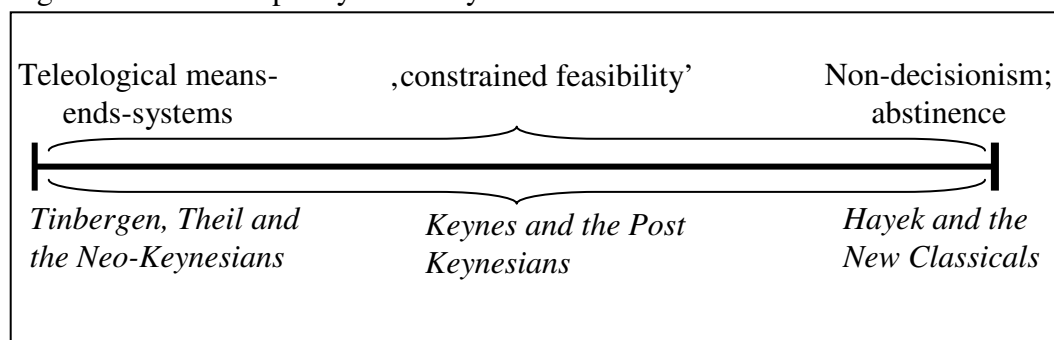 Teleological means-
ends-systems
‚constrained feasibility’
Non-decisionism;
abstinence
Tinbergen, Theil and
the Neo-Keynesians
Keynes and the Post
Keynesians
Hayek and the
New Classicals